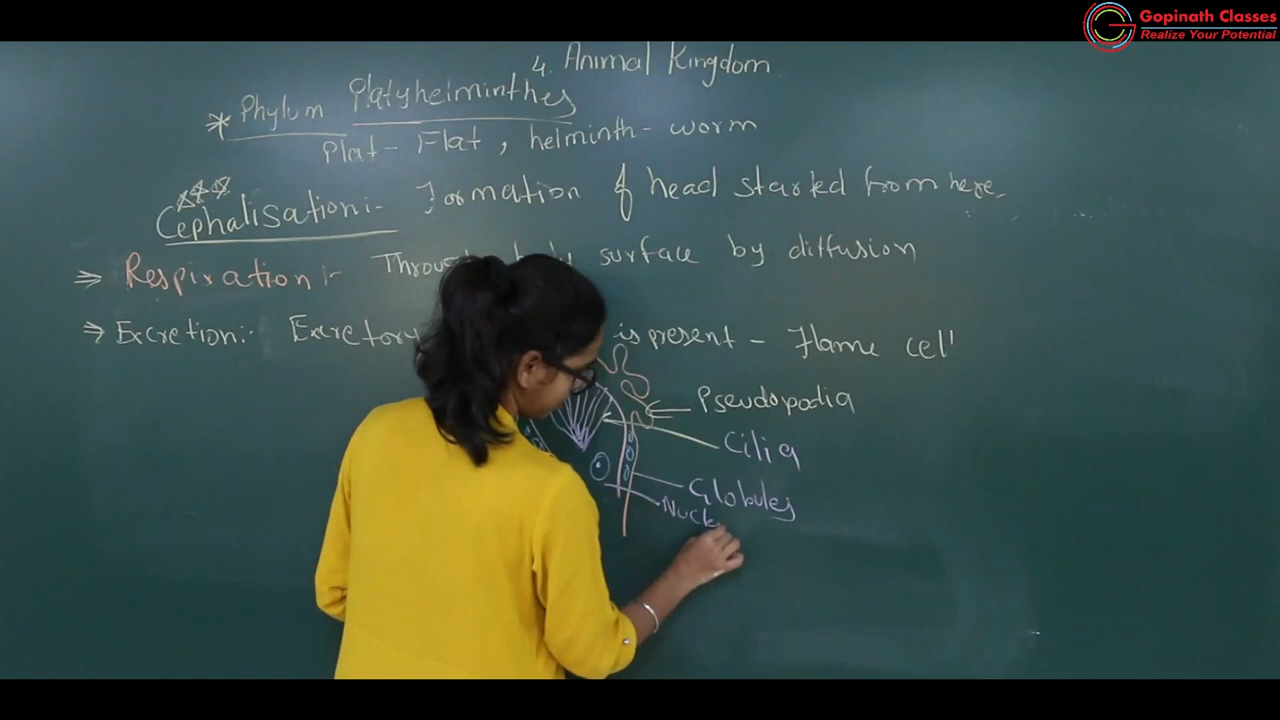 Gopinath Classes
Realize Your Potential
4. Animal Kingdom
* Phylum Platyhelminthes
Plat - Flat, helminth - worm
Cephalisation:- Formation of head started from here,
⇒ Respiration:- surface by diffusion
⇒ Excretion:- Excretory is present - Flame cell
Pseudopodia
Cilia
Globules